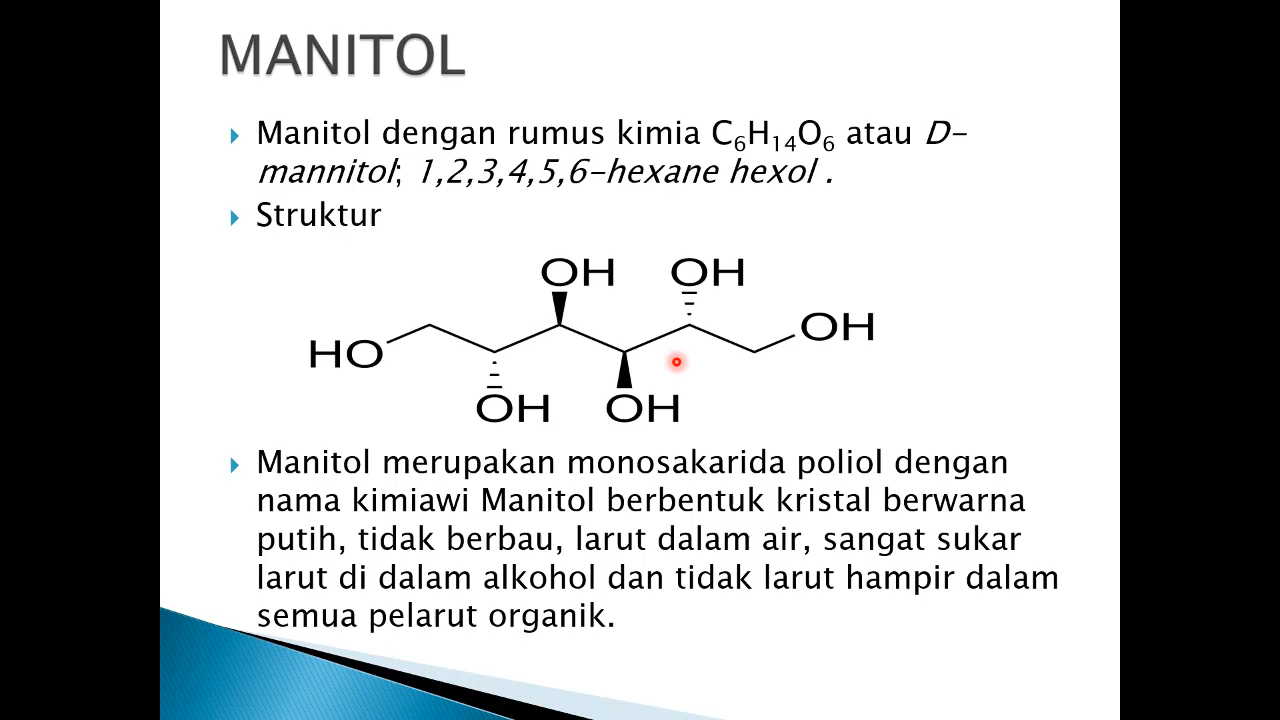 MANITOL
Manitol dengan rumus kimia C₆H₁₄O₆ atau D-
mannitol; 1,2,3,4,5,6-hexane hexol .
Struktur
OH OH
HO OH
OH OH
Manitol merupakan monosakarida poliol dengan
nama kimiawi Manitol berbentuk kristal berwarna
putih, tidak berbau, larut dalam air, sangat sukar
larut di dalam alkohol dan tidak larut hampir dalam
semua pelarut organik.